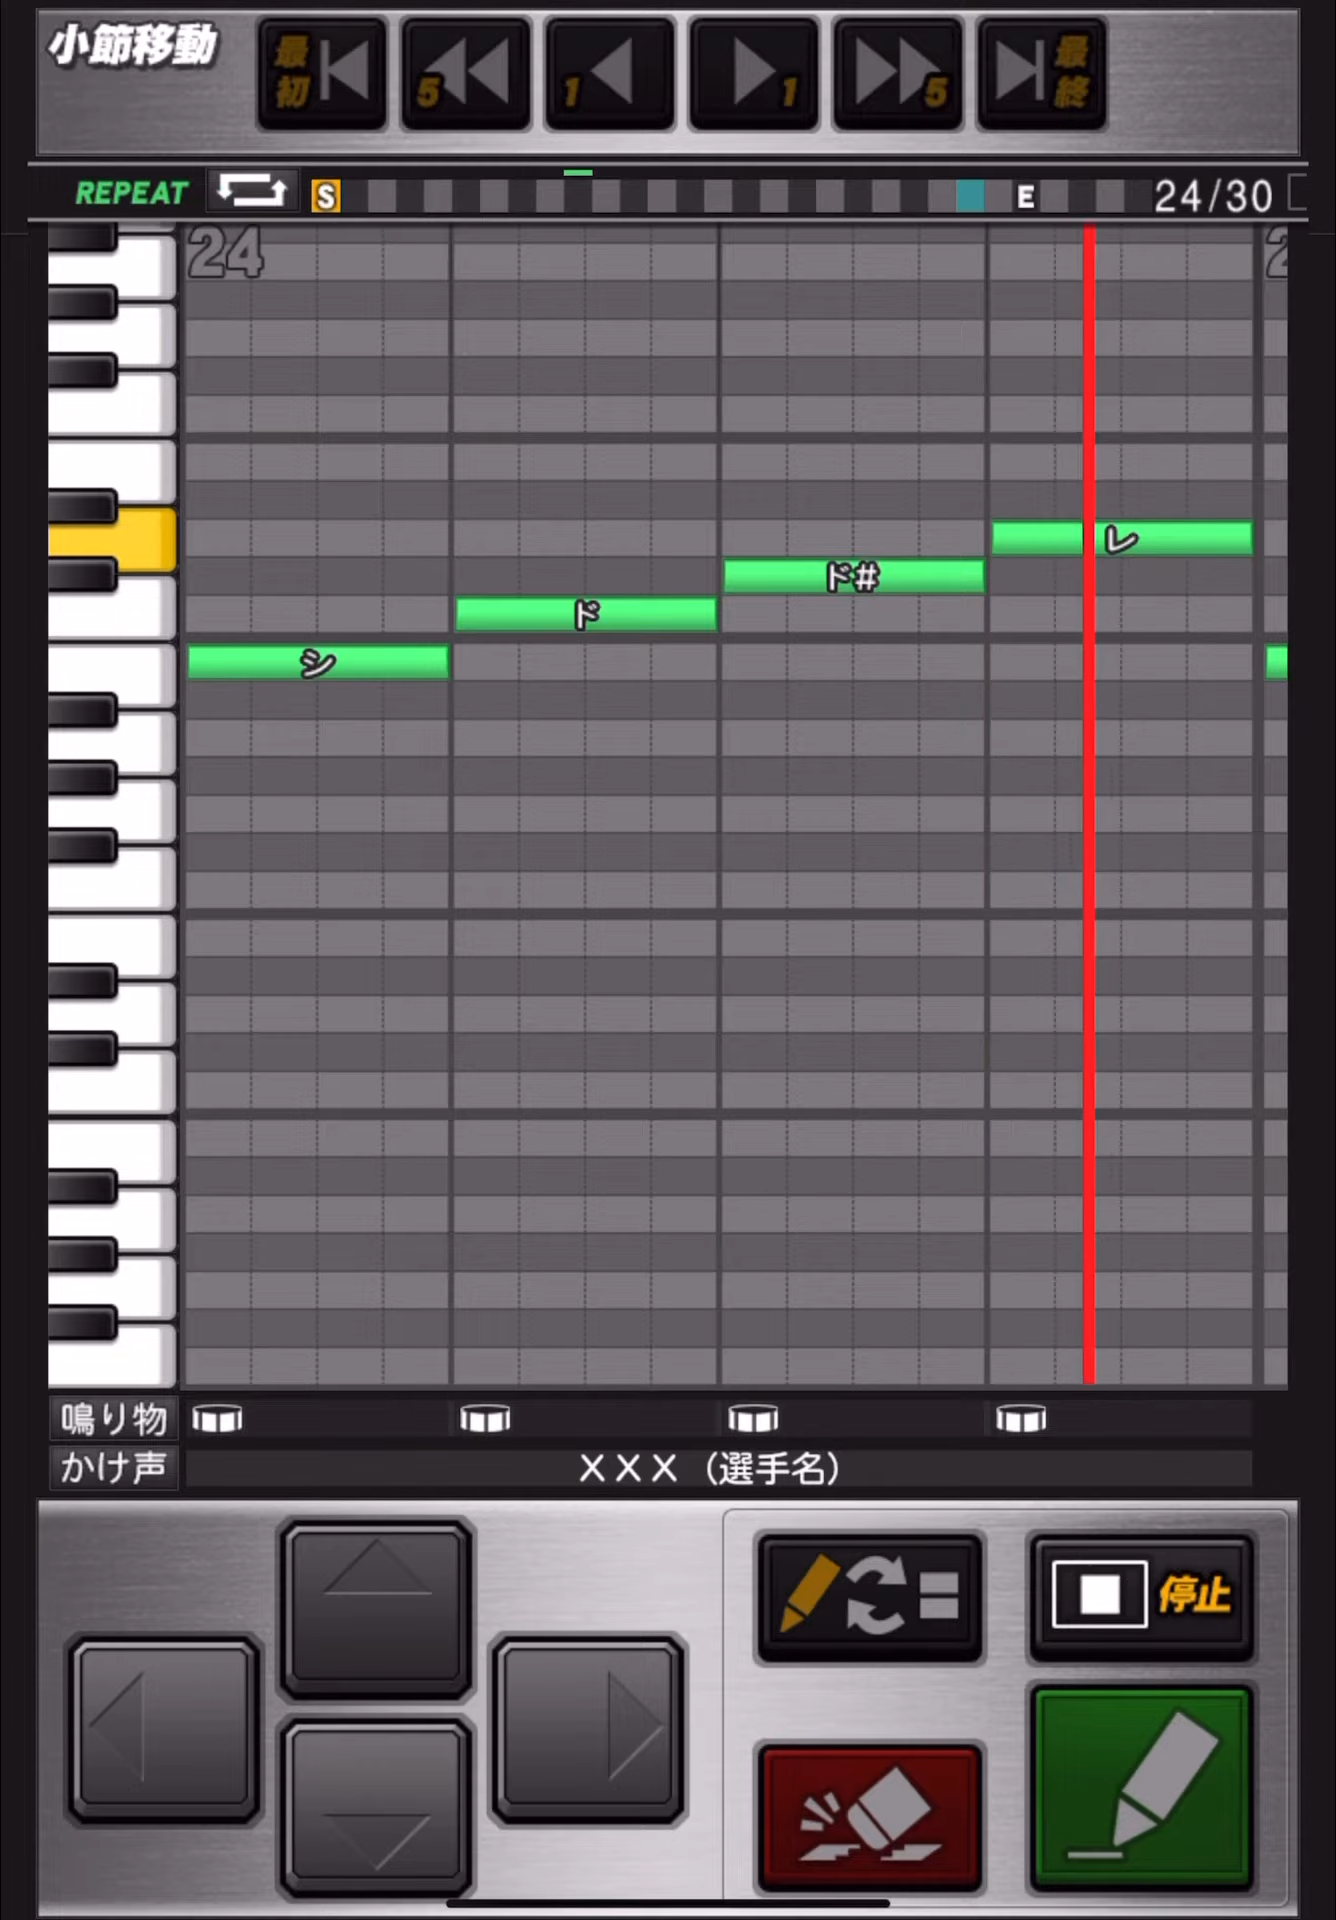 小節移動 最初 5 1 1 5 最終
REPEAT S E 24/30
24
レ
ド#
ド
シ
鳴り物
かけ声 XXX（選手名）
停止